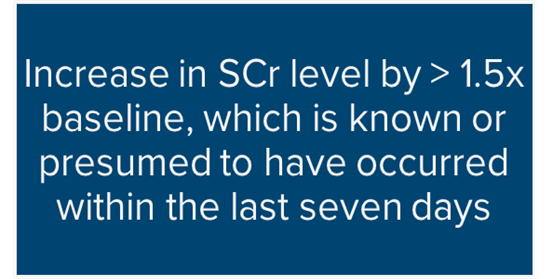 Increase in SCr level by > 1.5x
baseline, which is known or
presumed to have occurred
within the last seven days